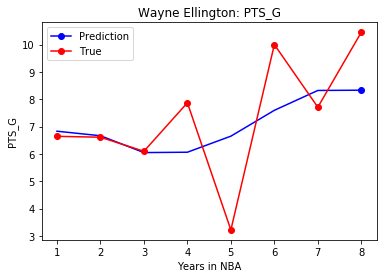 Wayne Ellington: PTS_G
Prediction
True
PTS_G
10
9
8
7
6
5
4
3
1 2 3 4 5 6 7 8
Years in NBA